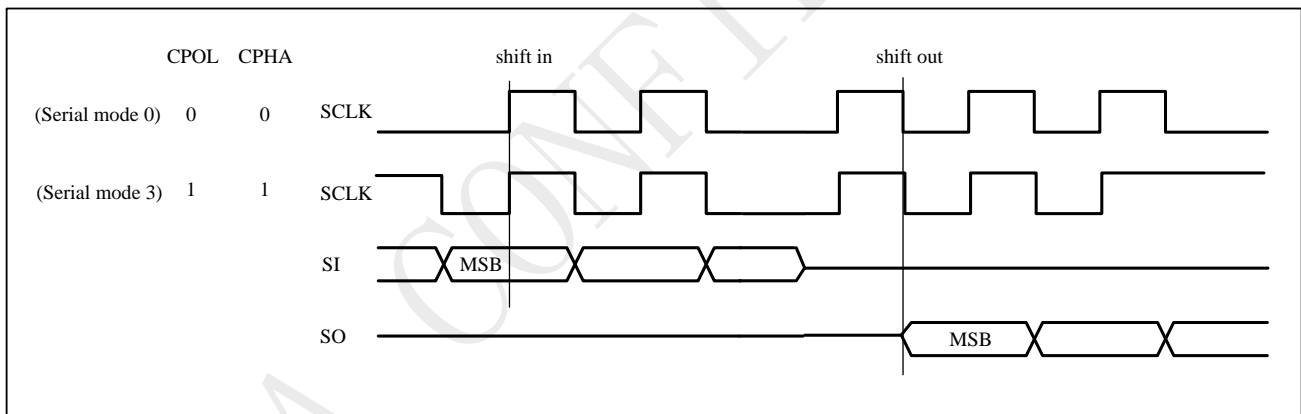 CPOL CPHA shift in shift out
(Serial mode 0) 0 0 SCLK
(Serial mode 3) 1 1 SCLK
SI MSB
SO MSB
CONF
A